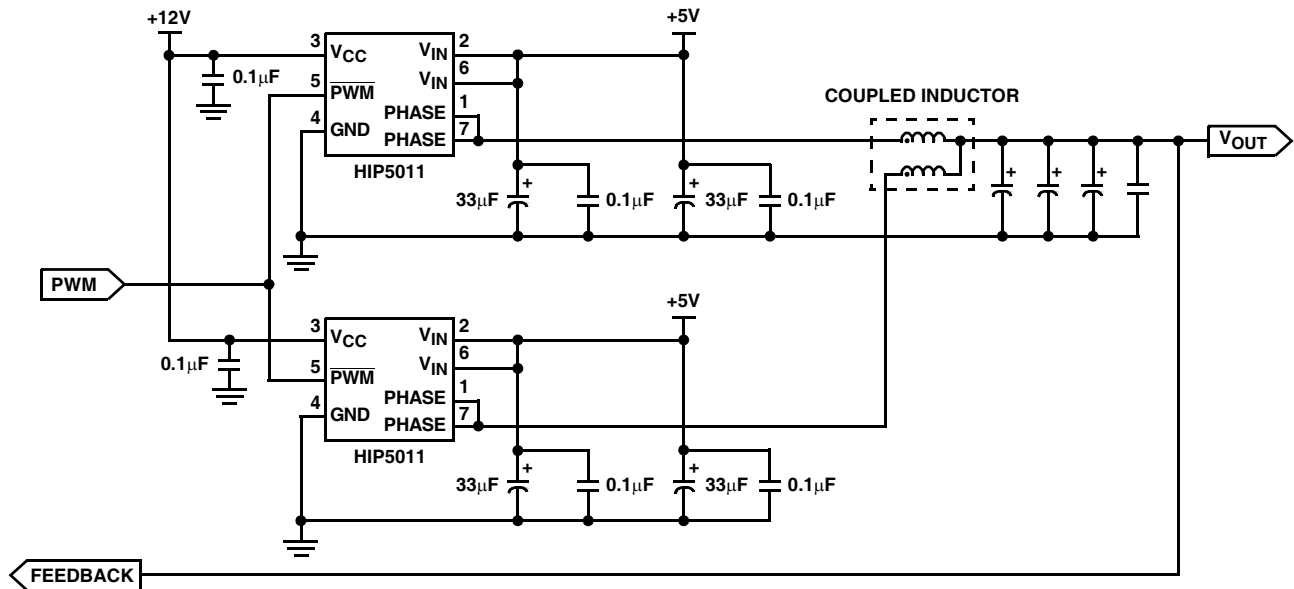 +12V
+5V
3
VCC
VIN
2
0.1μF
5
PWM
VIN
6
4
GND
PHASE
1
PHASE
7
HIP5011
COUPLED INDUCTOR
VOUT
33μF
+
0.1μF
+
33μF
0.1μF
+
+
+
PWM
+5V
3
VCC
VIN
2
0.1μF
5
PWM
VIN
6
4
GND
PHASE
1
PHASE
7
HIP5011
33μF
+
0.1μF
+
33μF
0.1μF
FEEDBACK